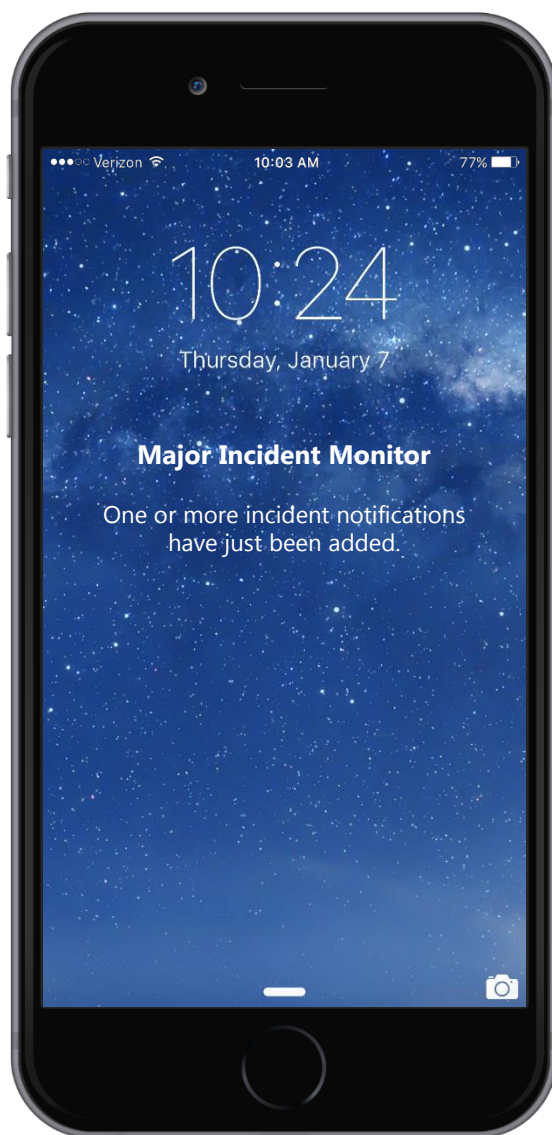 Verizon 10:03 AM 77%
10:24
Thursday, January 7
Major Incident Monitor
One or more incident notifications
have just been added.